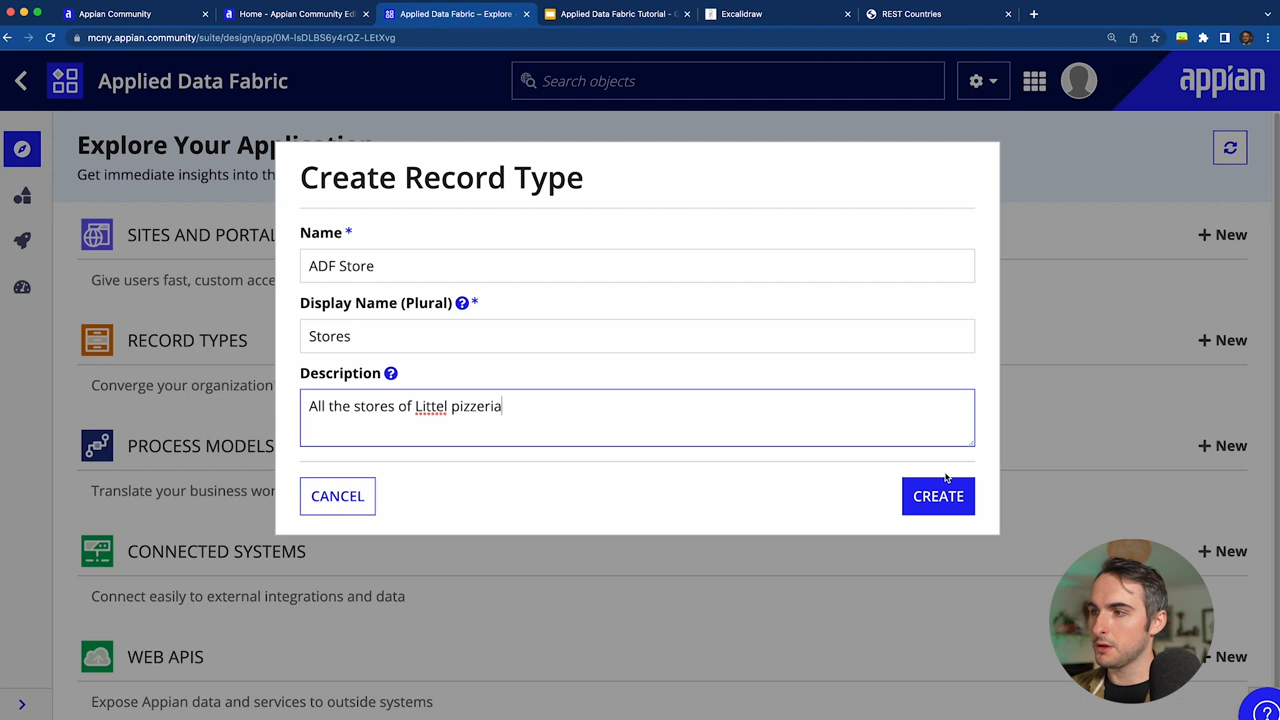 Appian Community
Home - Appian Community Edi
Applied Data Fabric – Explore
Applied Data Fabric Tutorial - G
Excalidraw
REST Countries
mcny.appian.community/suite/design/app/0M-IsDLBS6y4rQZ-LEtXvg
Applied Data Fabric
Search objects
appian
Explore Your Application
Get immediate insights into th
SITES AND PORTAL
+ New
Give users fast, custom acce
RECORD TYPES
+ New
Converge your organization
PROCESS MODELS
+ New
Translate your business wor
CONNECTED SYSTEMS
+ New
Connect easily to external integrations and data
WEB APIS
New
Expose Appian data and services to outside systems
Create Record Type
Name *
ADF Store
Display Name (Plural) ? *
Stores
Description ?
All the stores of Littel pizzeria
CANCEL
CREATE